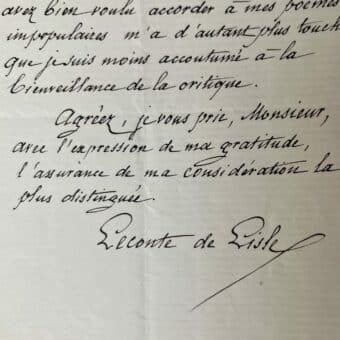 avez bien voulu accorder à mes poèmes
impopulaires m'a d'autant plus touch
que je suis moins accoutumé à la
bienveillance de la critique.
Agréez, je vous prie, Monsieur,
avec l'expression de ma gratitude,
l'assurance de ma considération la
plus distinguée.
Leconte de Lisle